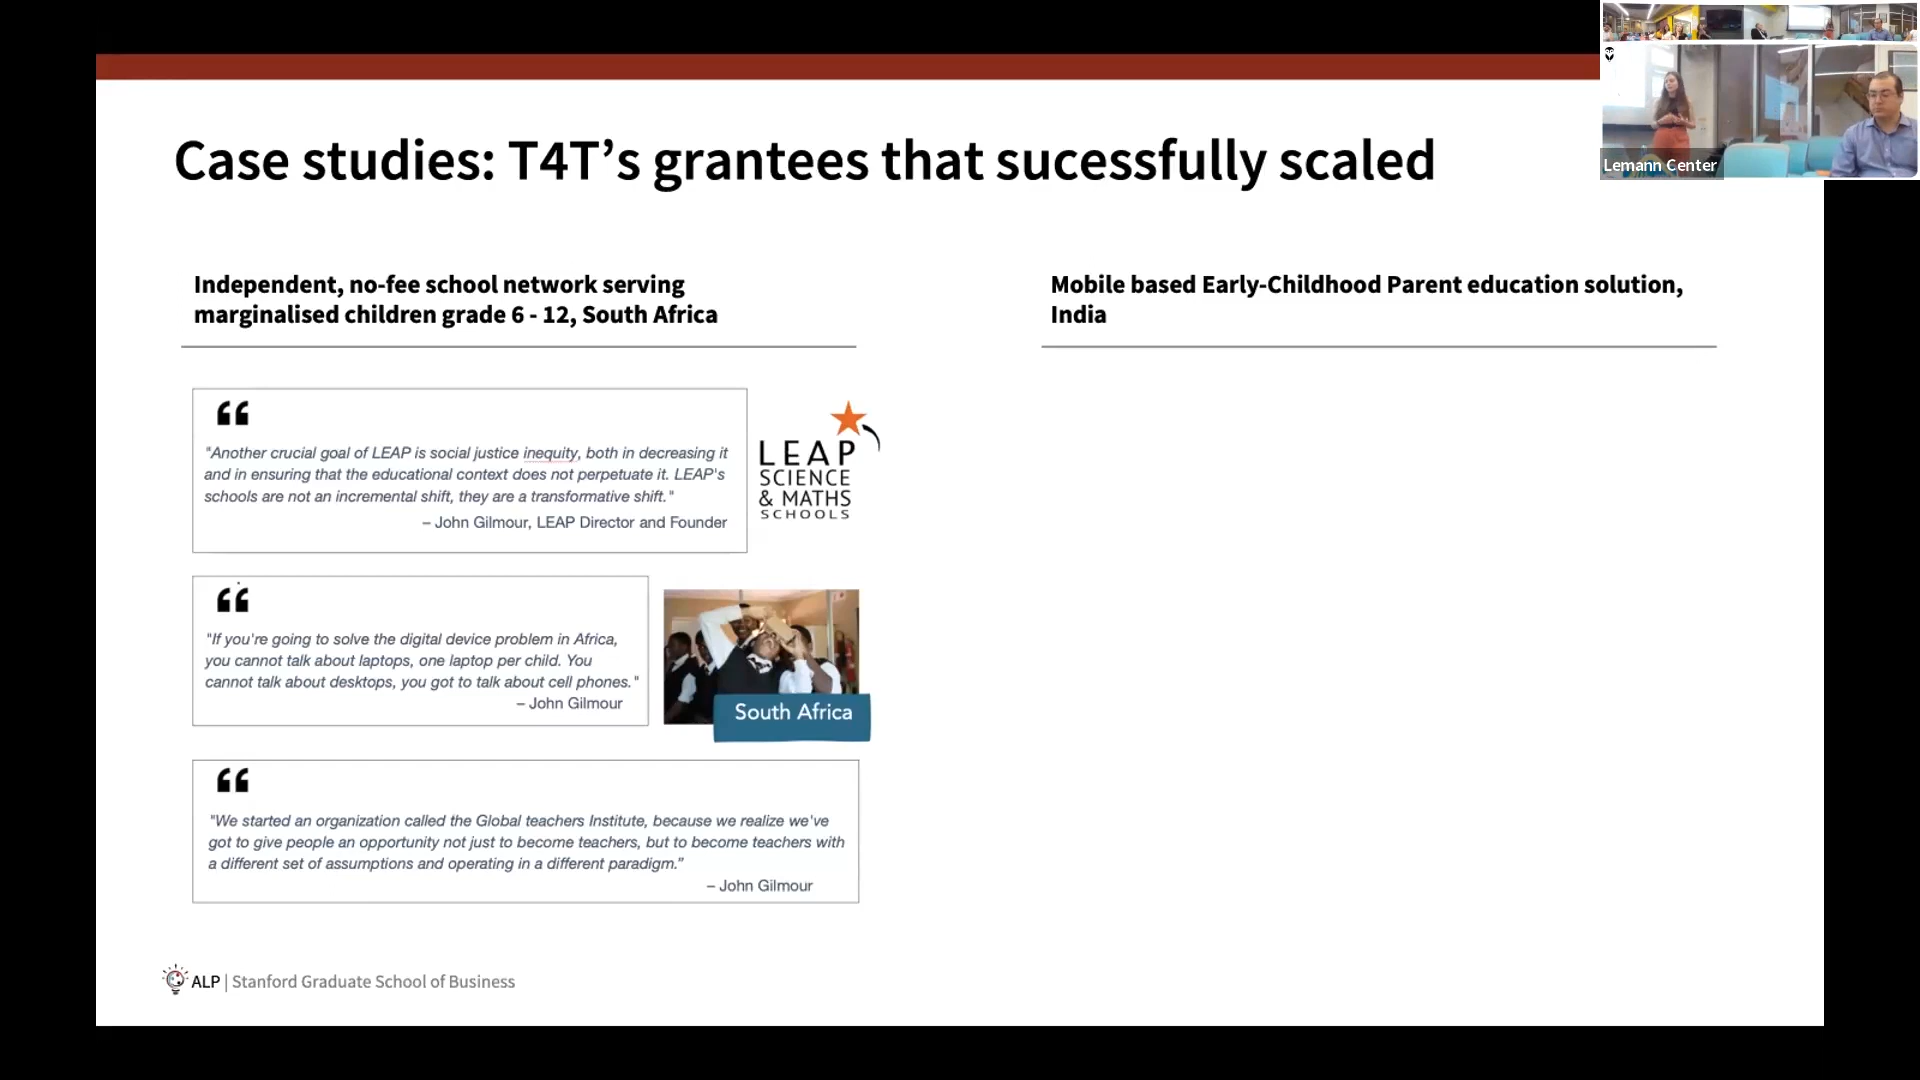 Lemann Center
Case studies: T4T's grantees that sucessfully scaled
Independent, no-fee school network serving
marginalised children grade 6 - 12, South Africa
"Another crucial goal of LEAP is social justice inequity, both in decreasing it
and in ensuring that the educational context does not perpetuate it. LEAP's
schools are not an incremental shift, they are a transformative shift."
– John Gilmour, LEAP Director and Founder
LEAP
SCIENCE
& MATHS
SCHOOLS
"If you're going to solve the digital device problem in Africa,
you cannot talk about laptops, one laptop per child. You
cannot talk about desktops, you got to talk about cell phones."
– John Gilmour
South Africa
"We started an organization called the Global teachers Institute, because we realize we've
got to give people an opportunity not just to become teachers, but to become teachers with
a different set of assumptions and operating in a different paradigm.”
– John Gilmour
Mobile based Early-Childhood Parent education solution,
India
ALP | Stanford Graduate School of Business